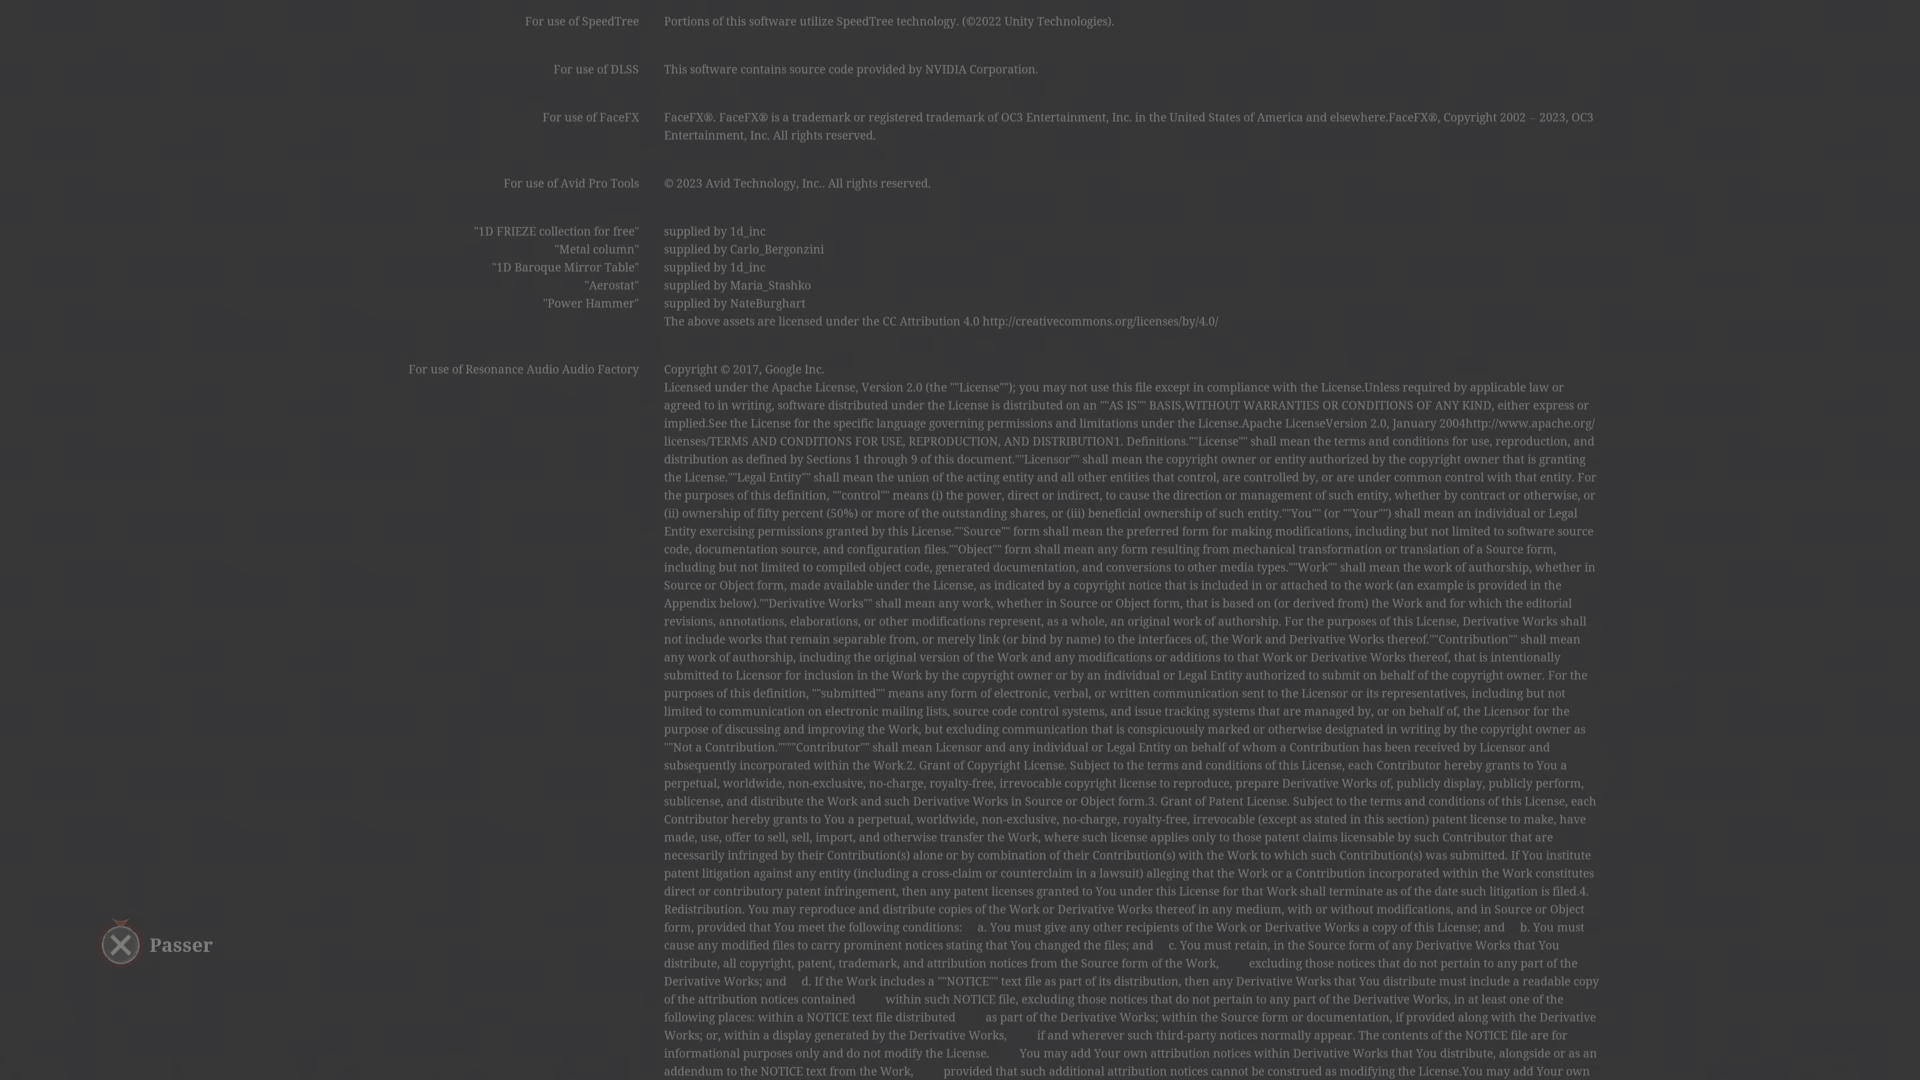 For use of SpeedTree Portions of this software utilize SpeedTree technology. (©2022 Unity Technologies).
For use of DLSS This software contains source code provided by NVIDIA Corporation.
For use of FaceFX FaceFX®. FaceFX® is a trademark or registered trademark of OC3 Entertainment, Inc. in the United States of America and elsewhere.FaceFX®, Copyright 2002 – 2023, OC3
Entertainment, Inc. All rights reserved.
For use of Avid Pro Tools © 2023 Avid Technology, Inc.. All rights reserved.
"1D FRIEZE collection for free" supplied by 1d_inc
"Metal column" supplied by Carlo_Bergonzini
"1D Baroque Mirror Table" supplied by 1d_inc
"Aerostat" supplied by Maria_Stashko
"Power Hammer" supplied by NateBurghart
The above assets are licensed under the CC Attribution 4.0 http://creativecommons.org/licenses/by/4.0/
For use of Resonance Audio Audio Factory Copyright © 2017, Google Inc.
Licensed under the Apache License, Version 2.0 (the ""License""); you may not use this file except in compliance with the License.Unless required by applicable law or
agreed to in writing, software distributed under the License is distributed on an ""AS IS"" BASIS,WITHOUT WARRANTIES OR CONDITIONS OF ANY KIND, either express or
implied.See the License for the specific language governing permissions and limitations under the License.Apache LicenseVersion 2.0, January 2004http://www.apache.org/
licenses/TERMS AND CONDITIONS FOR USE, REPRODUCTION, AND DISTRIBUTION1. Definitions.""License"" shall mean the terms and conditions for use, reproduction, and
distribution as defined by Sections 1 through 9 of this document.""Licensor"" shall mean the copyright owner or entity authorized by the copyright owner that is granting
the License.""Legal Entity"" shall mean the union of the acting entity and all other entities that control, are controlled by, or are under common control with that entity. For
the purposes of this definition, ""control"" means (i) the power, direct or indirect, to cause the direction or management of such entity, whether by contract or otherwise, or
(ii) ownership of fifty percent (50%) or more of the outstanding shares, or (iii) beneficial ownership of such entity.""You"" (or ""Your"") shall mean an individual or Legal
Entity exercising permissions granted by this License.""Source"" form shall mean the preferred form for making modifications, including but not limited to software source
code, documentation source, and configuration files.""Object"" form shall mean any form resulting from mechanical transformation or translation of a Source form,
including but not limited to compiled object code, generated documentation, and conversions to other media types.""Work"" shall mean the work of authorship, whether in
Source or Object form, made available under the License, as indicated by a copyright notice that is included in or attached to the work (an example is provided in the
Appendix below).""Derivative Works"" shall mean any work, whether in Source or Object form, that is based on (or derived from) the Work and for which the editorial
revisions, annotations, elaborations, or other modifications represent, as a whole, an original work of authorship. For the purposes of this License, Derivative Works shall
not include works that remain separable from, or merely link (or bind by name) to the interfaces of, the Work and Derivative Works thereof.""Contribution"" shall mean
any work of authorship, including the original version of the Work and any modifications or additions to that Work or Derivative Works thereof, that is intentionally
submitted to Licensor for inclusion in the Work by the copyright owner or by an individual or Legal Entity authorized to submit on behalf of the copyright owner. For the
purposes of this definition, ""submitted"" means any form of electronic, verbal, or written communication sent to the Licensor or its representatives, including but not
limited to communication on electronic mailing lists, source code control systems, and issue tracking systems that are managed by, or on behalf of, the Licensor for the
purpose of discussing and improving the Work, but excluding communication that is conspicuously marked or otherwise designated in writing by the copyright owner as
""Not a Contribution.""""Contributor"" shall mean Licensor and any individual or Legal Entity on behalf of whom a Contribution has been received by Licensor and
subsequently incorporated within the Work.2. Grant of Copyright License. Subject to the terms and conditions of this License, each Contributor hereby grants to You a
perpetual, worldwide, non-exclusive, no-charge, royalty-free, irrevocable copyright license to reproduce, prepare Derivative Works of, publicly display, publicly perform,
sublicense, and distribute the Work and such Derivative Works in Source or Object form.3. Grant of Patent License. Subject to the terms and conditions of this License, each
Contributor hereby grants to You a perpetual, worldwide, non-exclusive, no-charge, royalty-free, irrevocable (except as stated in this section) patent license to make, have
made, use, offer to sell, sell, import, and otherwise transfer the Work, where such license applies only to those patent claims licensable by such Contributor that are
necessarily infringed by their Contribution(s) alone or by combination of their Contribution(s) with the Work to which such Contribution(s) was submitted. If You institute
patent litigation against any entity (including a cross-claim or counterclaim in a lawsuit) alleging that the Work or a Contribution incorporated within the Work constitutes
direct or contributory patent infringement, then any patent licenses granted to You under this License for that Work shall terminate as of the date such litigation is filed.4.
Redistribution. You may reproduce and distribute copies of the Work or Derivative Works thereof in any medium, with or without modifications, and in Source or Object
form, provided that You meet the following conditions: a. You must give any other recipients of the Work or Derivative Works a copy of this License; and b. You must
cause any modified files to carry prominent notices stating that You changed the files; and c. You must retain, in the Source form of any Derivative Works that You
distribute, all copyright, patent, trademark, and attribution notices from the Source form of the Work, excluding those notices that do not pertain to any part of the
Derivative Works; and d. If the Work includes a ""NOTICE"" text file as part of its distribution, then any Derivative Works that You distribute must include a readable copy
of the attribution notices contained within such NOTICE file, excluding those notices that do not pertain to any part of the Derivative Works, in at least one of the
following places: within a NOTICE text file distributed as part of the Derivative Works; within the Source form or documentation, if provided along with the Derivative
Works; or, within a display generated by the Derivative Works, if and wherever such third-party notices normally appear. The contents of the NOTICE file are for
informational purposes only and do not modify the License. You may add Your own attribution notices within Derivative Works that You distribute, alongside or as an
addendum to the NOTICE text from the Work, provided that such additional attribution notices cannot be construed as modifying the License.You may add Your own
Passer